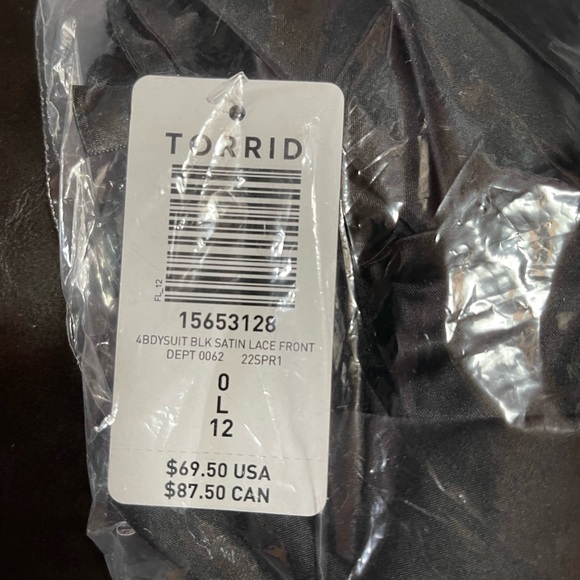 TORRID
FL_12
15653128
4BDYSUIT BLK SATIN LACE FRONT
DEPT 0062 22SPR1
0
L
12
$69.50 USA
$87.50 CAN